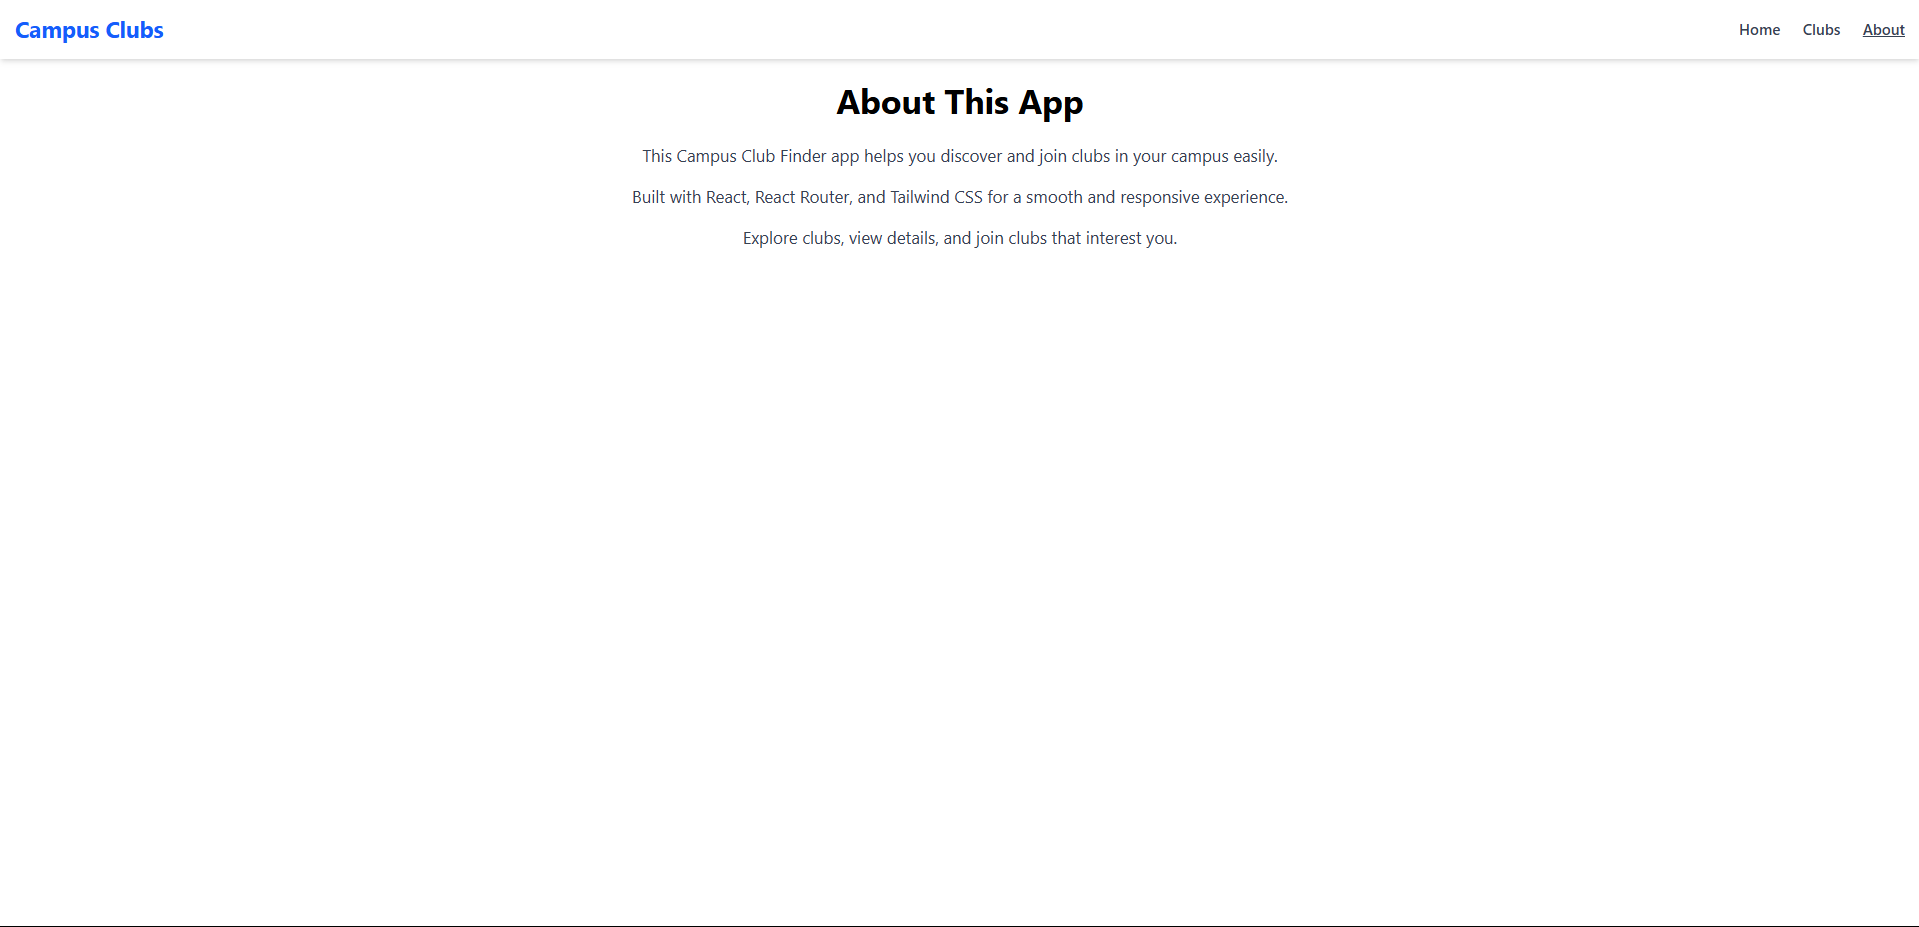 Campus Clubs
Home Clubs About
About This App
This Campus Club Finder app helps you discover and join clubs in your campus easily.
Built with React, React Router, and Tailwind CSS for a smooth and responsive experience.
Explore clubs, view details, and join clubs that interest you.